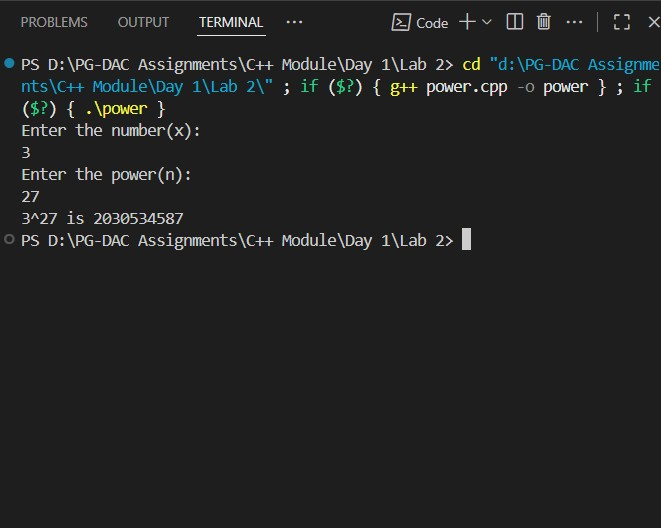 PROBLEMS OUTPUT TERMINAL ··· Code
PS D:\PG-DAC Assignments\C++ Module\Day 1\Lab 2> cd "d:\PG-DAC Assignme
nts\C++ Module\Day 1\Lab 2\" ; if ($?) { g++ power.cpp -o power } ; if
($?) { .\power }
Enter the number(x):
3
Enter the power(n):
27
3^27 is 2030534587
PS D:\PG-DAC Assignments\C++ Module\Day 1\Lab 2>